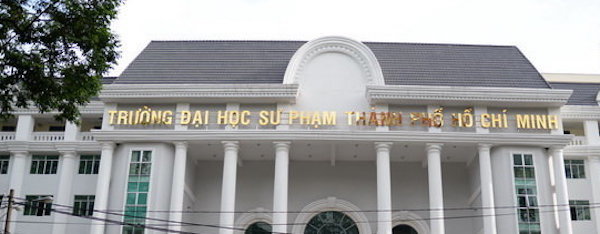 TRƯỜNG ĐẠI HỌC SƯ PHẠM THÀNH PHỐ HỒ CHÍ MINH